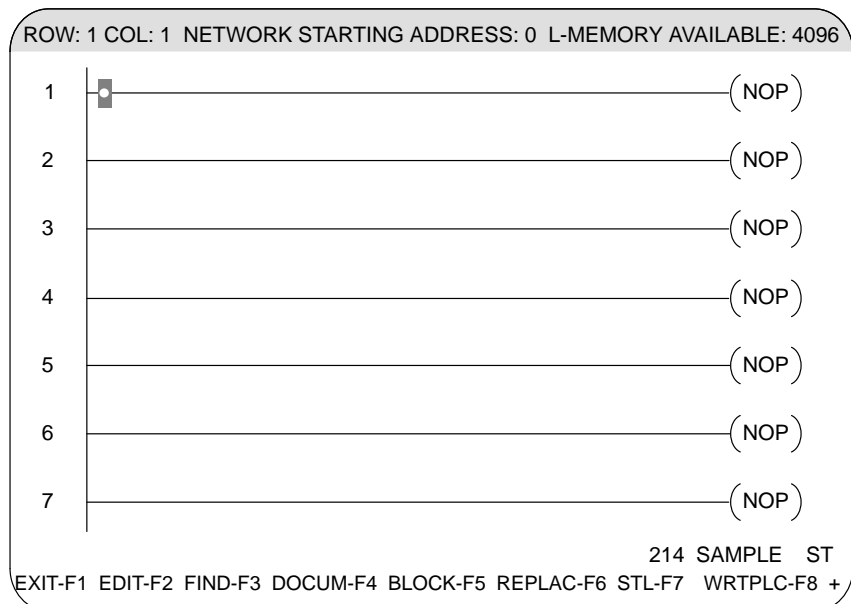 ROW: 1 COL: 1 NETWORK STARTING ADDRESS: 0 L-MEMORY AVAILABLE: 4096
1 NOP
2 NOP
3 NOP
4 NOP
5 NOP
6 NOP
7 NOP
214 SAMPLE ST
EXIT-F1 EDIT-F2 FIND-F3 DOCUM-F4 BLOCK-F5 REPLAC-F6 STL-F7 WRTPLC-F8 +